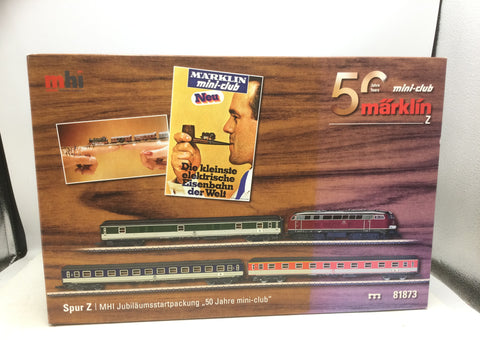 mhi
MÄRKLIN
mini-club
Neu
Die kleinste
elektrische
Eisenbahn
der Welt
50 Jahre
Years
mini-club
märklin
Z
Spur Z | MHI Jubiläumsstartpackung „50 Jahre mini-club“
m 81873